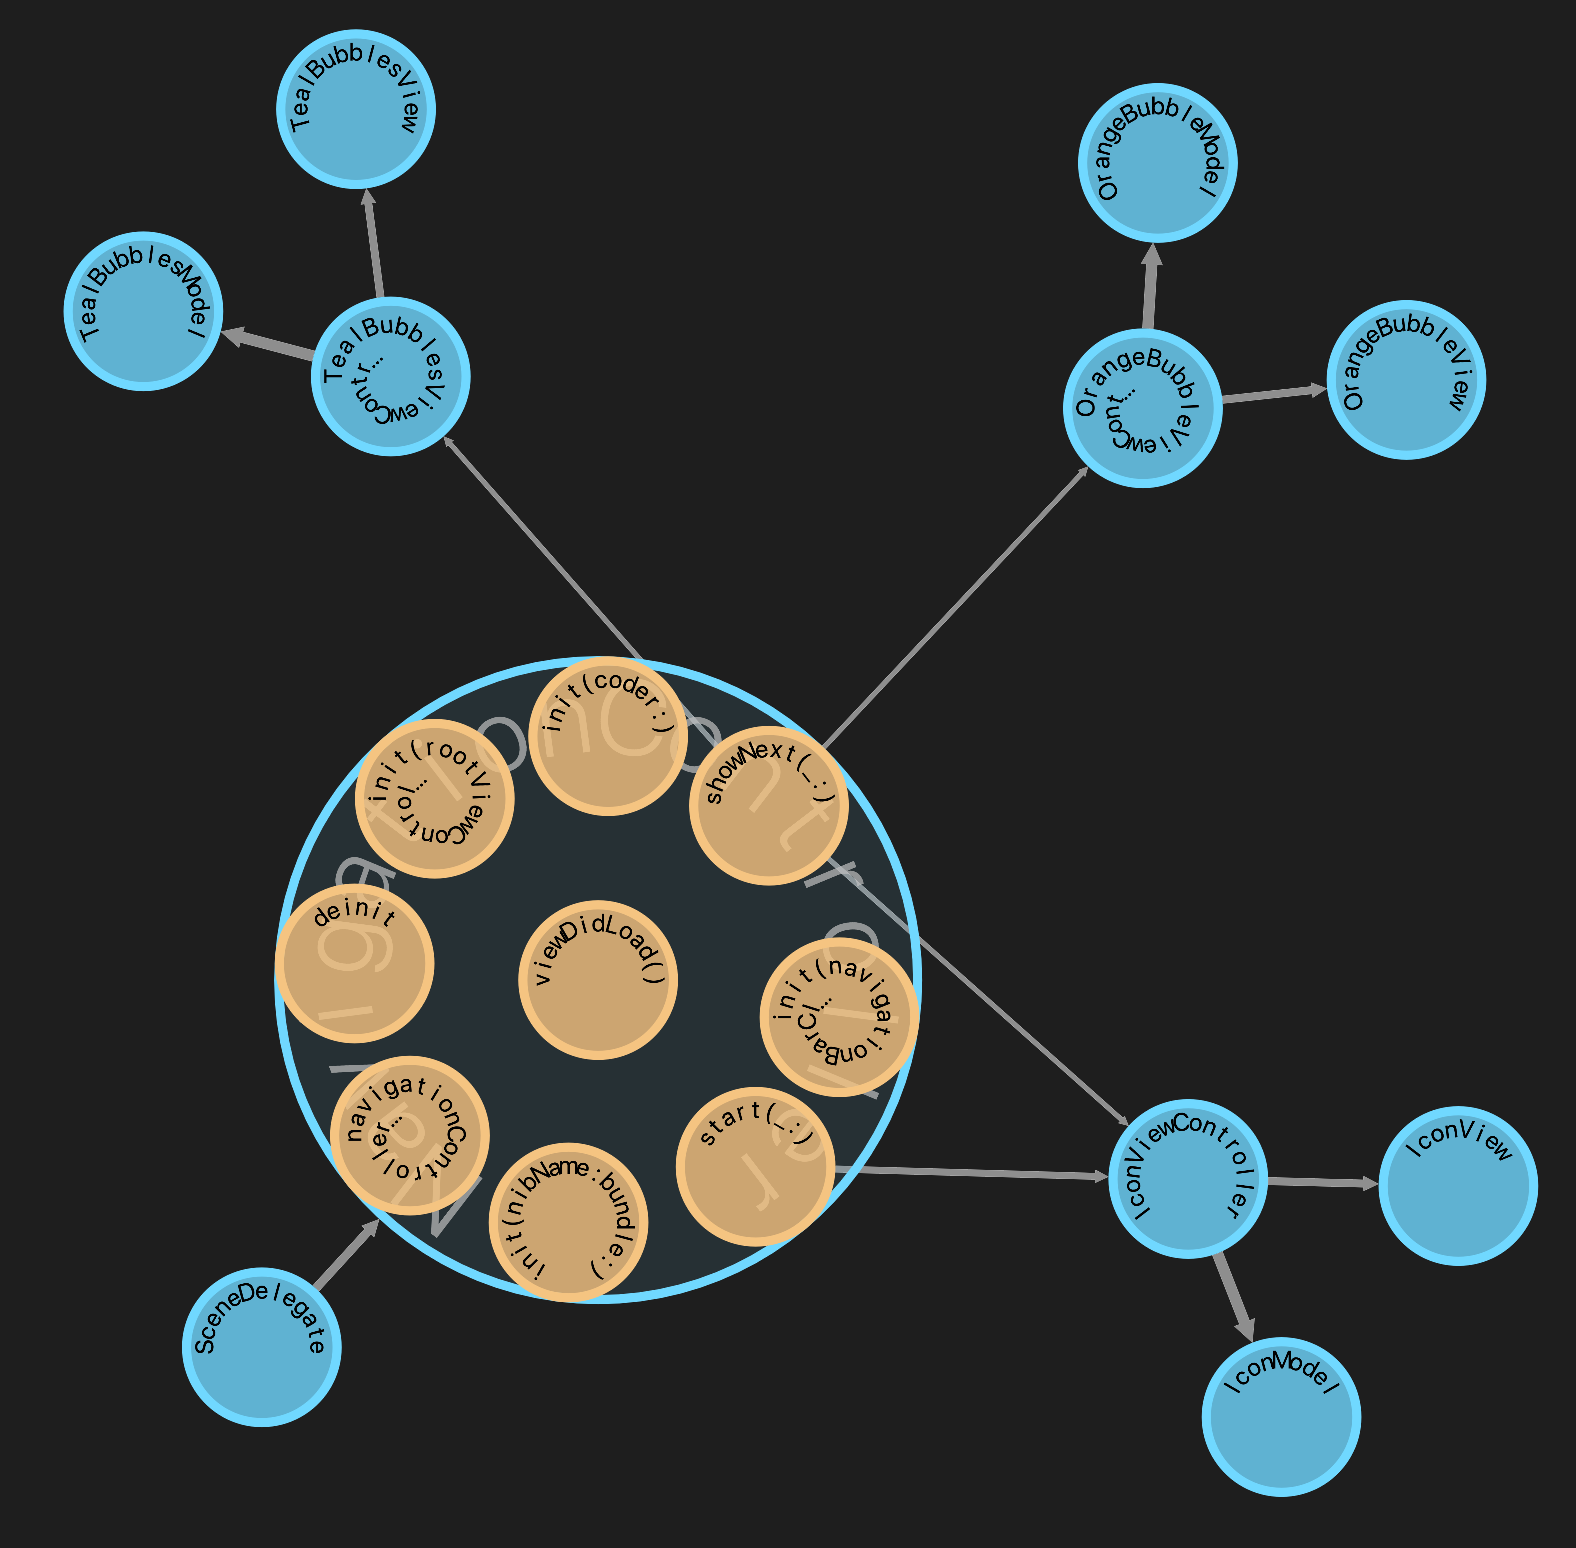 TealBubblesView
OrangeBubbleModel
TealBubblesModel
TealBubblesViewContr...
OrangeBubbleView
OrangeBubbleViewCont...
NavigationController
init(coder:)
init(rootViewControl...
showNext(_:)
deinit
viewDidLoad()
init(navigationBarCl...
navigationController...
start(_:)
init(nibName:bundle:)
IconViewController
IconView
SceneDelegate
IconModel